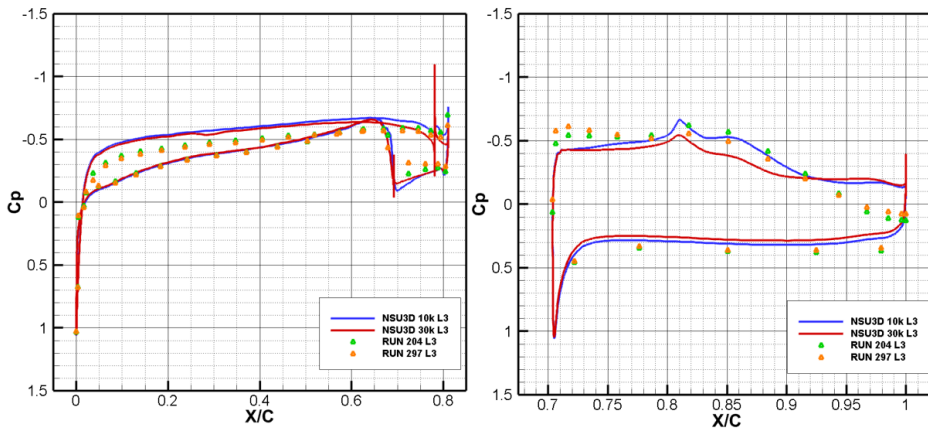 -1.5
-1
-0.5
0
0.5
1
1.5
Cp
0 0.2 0.4 0.6 0.8
X/C
NSU3D 10k L3
NSU3D 30k L3
RUN 204 L3
RUN 297 L3
-1.5
-1
-0.5
0
0.5
1
1.5
Cp
0.7 0.75 0.8 0.85 0.9 0.95 1
X/C
NSU3D 10k L3
NSU3D 30k L3
RUN 204 L3
RUN 297 L3